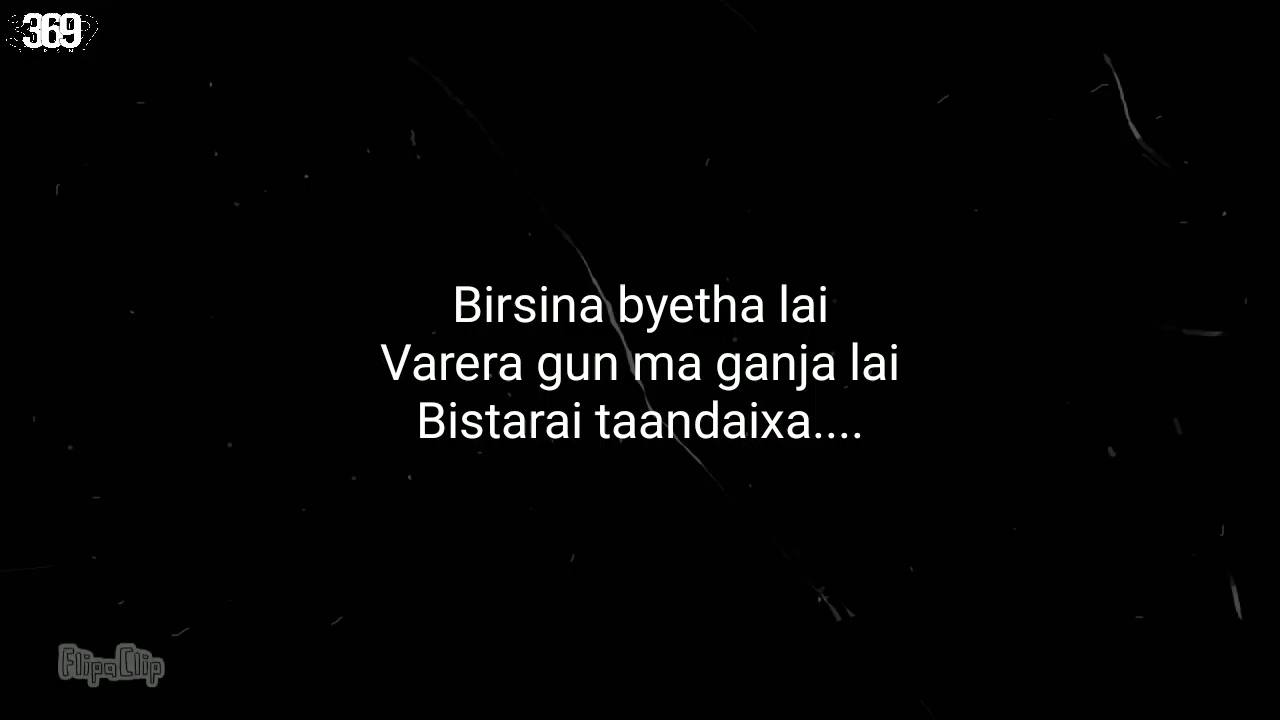 369
Birsina byetha lai
Varera gun ma ganja lai
Bistarai taandaixa....
FlipaClip